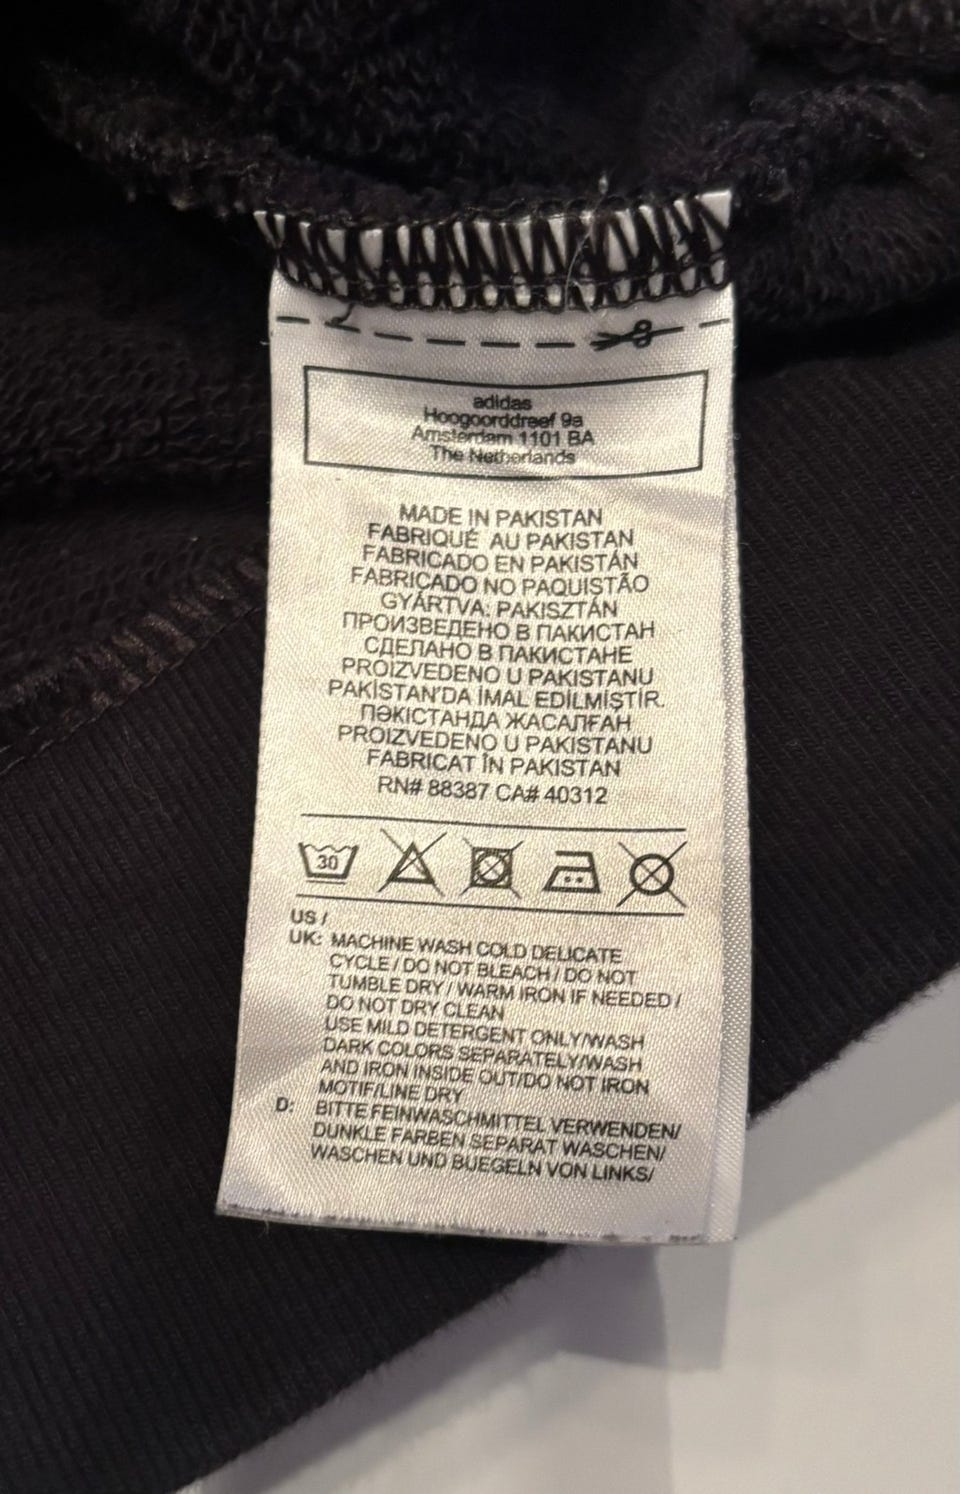 adidas
Hoogoorddreef 9a
Amsterdam 1101 BA
The Netherlands
MADE IN PAKISTAN
FABRIQUÉ AU PAKISTAN
FABRICADO EN PAKISTÁN
FABRICADO NO PAQUISTÃO
GYÁRTVA: PAKISZTÁN
ПРОИЗВЕДЕНО В ПАКИСТАН
СДЕЛАНО В ПАКИСТАНЕ
PROIZVEDENO U PAKISTANU
PAKİSTAN'DA İMAL EDİLMİŞTİR.
ПӘКІСТАНДА ЖАСАЛҒАН
PROIZVEDENO U PAKISTANU
FABRICAT ÎN PAKISTAN
RN# 88387 CA# 40312
30
US /
UK: MACHINE WASH COLD DELICATE
CYCLE / DO NOT BLEACH / DO NOT
TUMBLE DRY / WARM IRON IF NEEDED /
DO NOT DRY CLEAN
USE MILD DETERGENT ONLY/WASH
DARK COLORS SEPARATELY/WASH
AND IRON INSIDE OUT/DO NOT IRON
MOTIF/LINE DRY
D: BITTE FEINWASCHMITTEL VERWENDEN/
DUNKLE FARBEN SEPARAT WASCHEN/
WASCHEN UND BUEGELN VON LINKS/